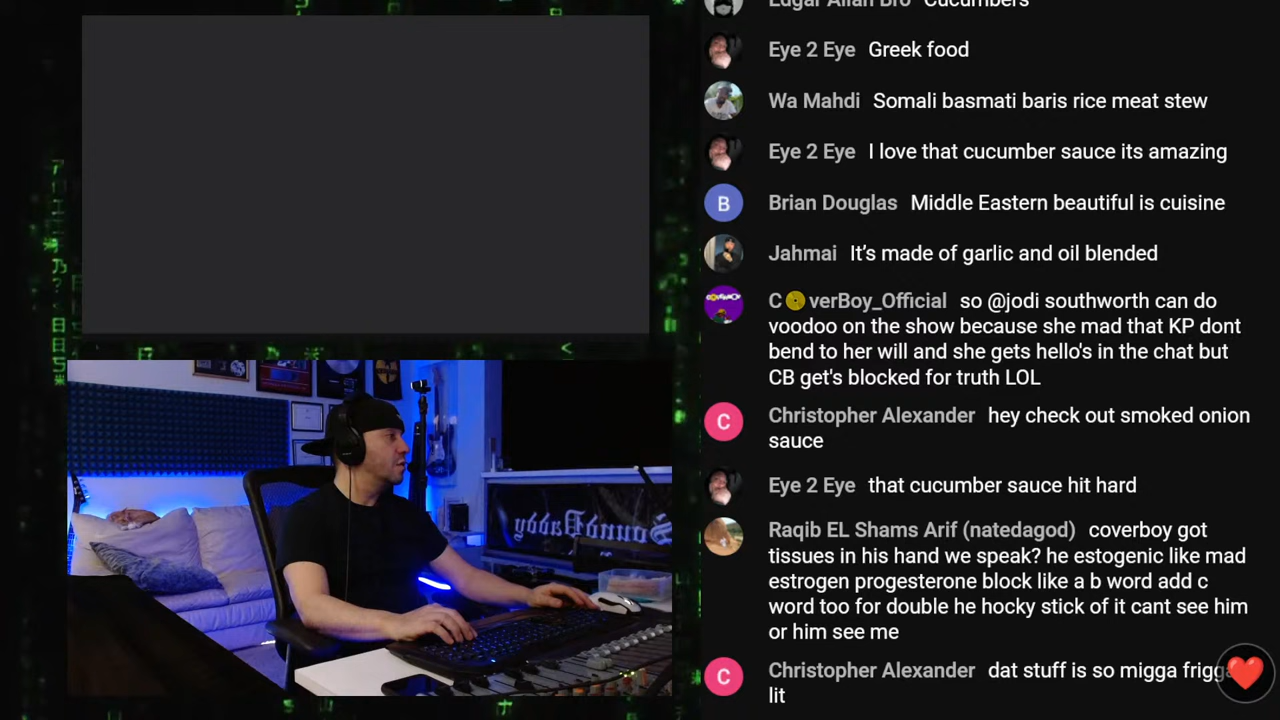 Edgar Allan Bro Cucumbers
Eye 2 Eye Greek food
Wa Mahdi Somali basmati baris rice meat stew
Eye 2 Eye I love that cucumber sauce its amazing
B
Brian Douglas Middle Eastern beautiful is cuisine
Jahmai It’s made of garlic and oil blended
C verBoy_Official so @jodi southworth can do
voodoo on the show because she mad that KP dont
bend to her will and she gets hello's in the chat but
CB get's blocked for truth LOL
C
Christopher Alexander hey check out smoked onion
sauce
Eye 2 Eye that cucumber sauce hit hard
Raqib EL Shams Arif (natedagod) coverboy got
tissues in his hand we speak? he estogenic like mad
estrogen progesterone block like a b word add c
word too for double he hocky stick of it cant see him
or him see me
C
Christopher Alexander dat stuff is so migga frigga
lit
SoundDaddy